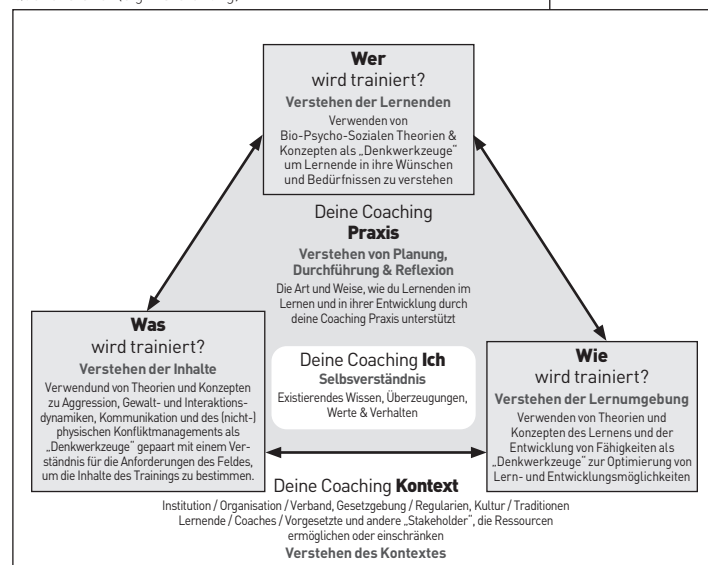 Wer
wird trainiert?
Verstehen der Lernenden
Verwenden von
Bio-Psycho-Sozialen Theorien &
Konzepten als „Denkwerkzeuge“
um Lernende in ihre Wünschen
und Bedürfnissen zu verstehen
Deine Coaching
Praxis
Verstehen von Planung,
Durchführung & Reflexion
Die Art und Weise, wie du Lernenden im
Lernen und in ihrer Entwicklung durch
deine Coaching Praxis unterstützt
Was
wird trainiert?
Verstehen der Inhalte
Verwendund von Theorien und Konzepten
zu Aggression, Gewalt- und Interaktions-
dynamiken, Kommunikation und des (nicht-)
physischen Konfliktmanagements als
„Denkwerkzeuge“ gepaart mit einem Ver-
ständnis für die Anforderungen des Feldes,
um die Inhalte des Trainings zu bestimmen.
Deine Coaching Ich
Selbsverständnis
Existierendes Wissen, Überzeugungen,
Werte & Verhalten
Wie
wird trainiert?
Verstehen der Lernumgebung
Verwenden von Theorien und
Konzepten des Lernens und der
Entwicklung von Fähigkeiten als
„Denkwerkzeuge“ zur Optimierung von
Lern- und Entwicklungsmöglichkeiten
Deine Coaching Kontext
Institution / Organisation / Verband, Gesetzgebung / Regularien, Kultur / Traditionen
Lernende / Coaches / Vorgesetzte und andere „Stakeholder“, die Ressourcen
ermöglichen oder einschränken
Verstehen des Kontextes